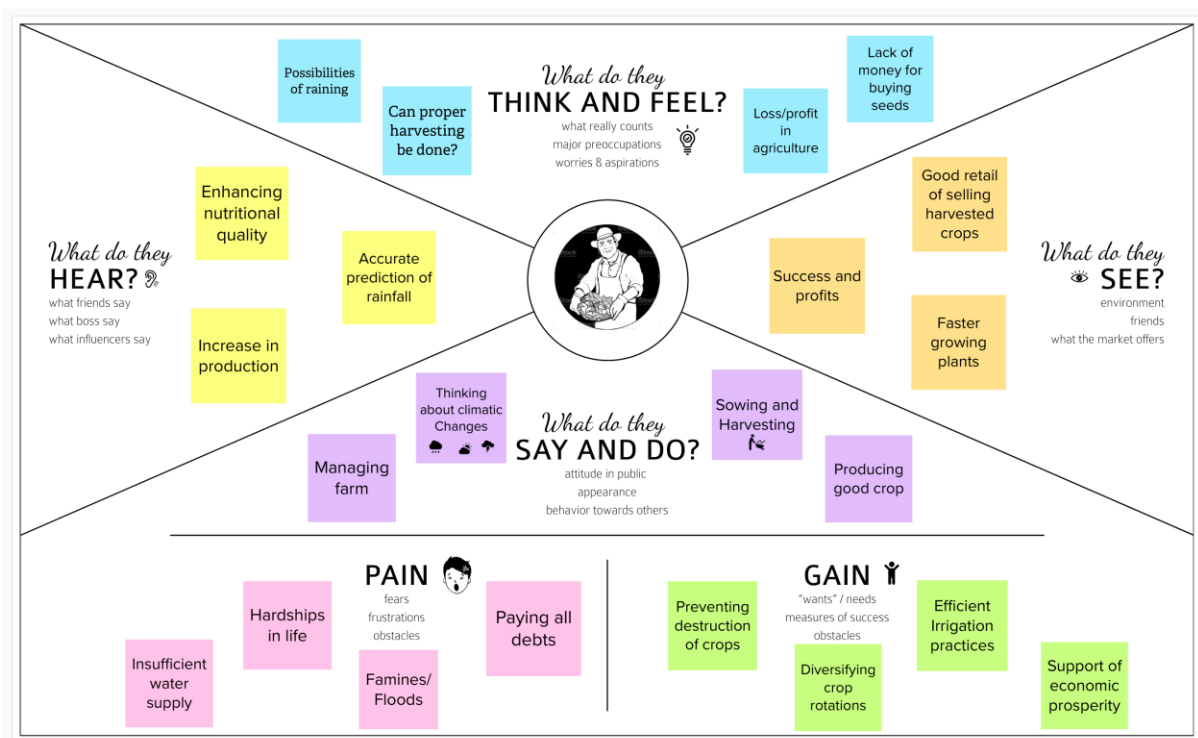 Possibilities
of raining
Can proper
harvesting
be done?
What do they
THINK AND FEEL?
what really counts
major preoccupations
worries & aspirations
Loss/profit
in
agriculture
Lack of
money for
buying
seeds
What do they
HEAR?
what friends say
what boss say
what influencers say
Enhancing
nutritional
quality
Accurate
prediction of
rainfall
Increase in
production
Good retail
of selling
harvested
crops
Success and
profits
Faster
growing
plants
What do they
SEE?
environment
friends
what the market offers
Managing
farm
Thinking
about climatic
Changes
What do they
SAY AND DO?
attitude in public
appearance
behavior towards others
Sowing and
Harvesting
Producing
good crop
PAIN
fears
frustrations
obstacles
Insufficient
water
supply
Hardships
in life
Famines/
Floods
Paying all
debts
GAIN
"wants" / needs
measures of success
obstacles
Preventing
destruction
of crops
Diversifying
crop
rotations
Efficient
Irrigation
practices
Support of
economic
prosperity